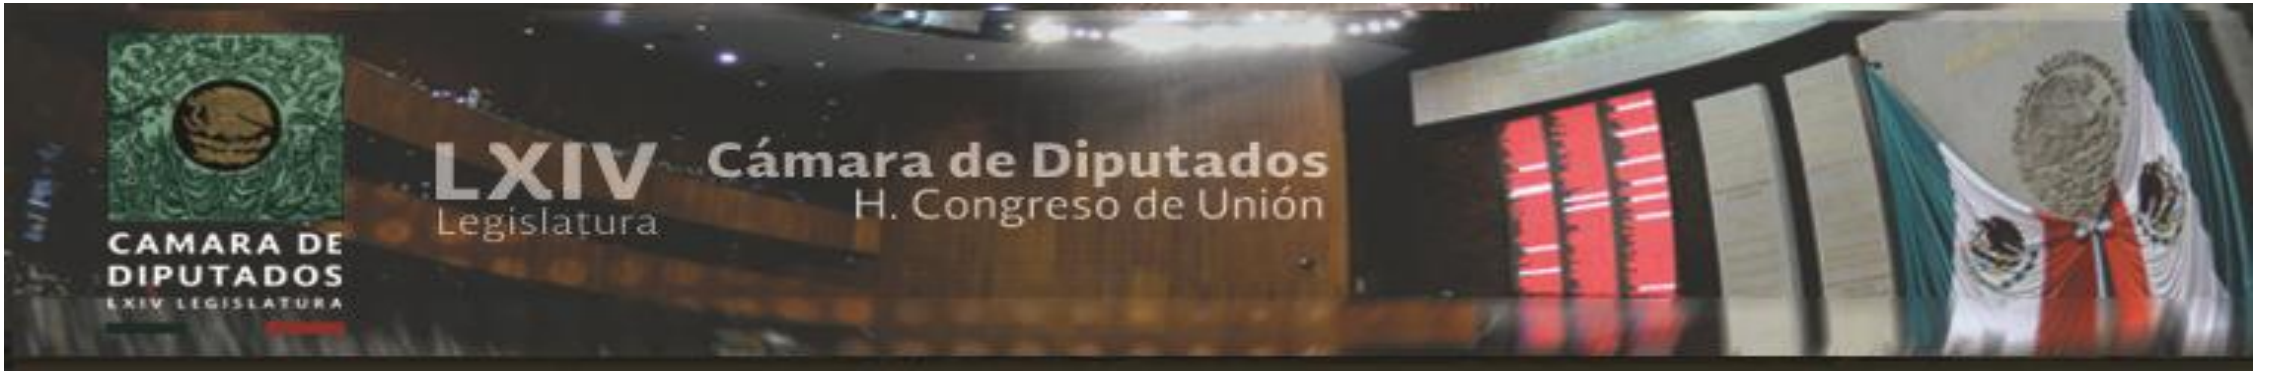 CAMARA DE
DIPUTADOS
LXIV LEGISLATURA
LXIV
Legislatura
Cámara de Diputados
H. Congreso de Unión